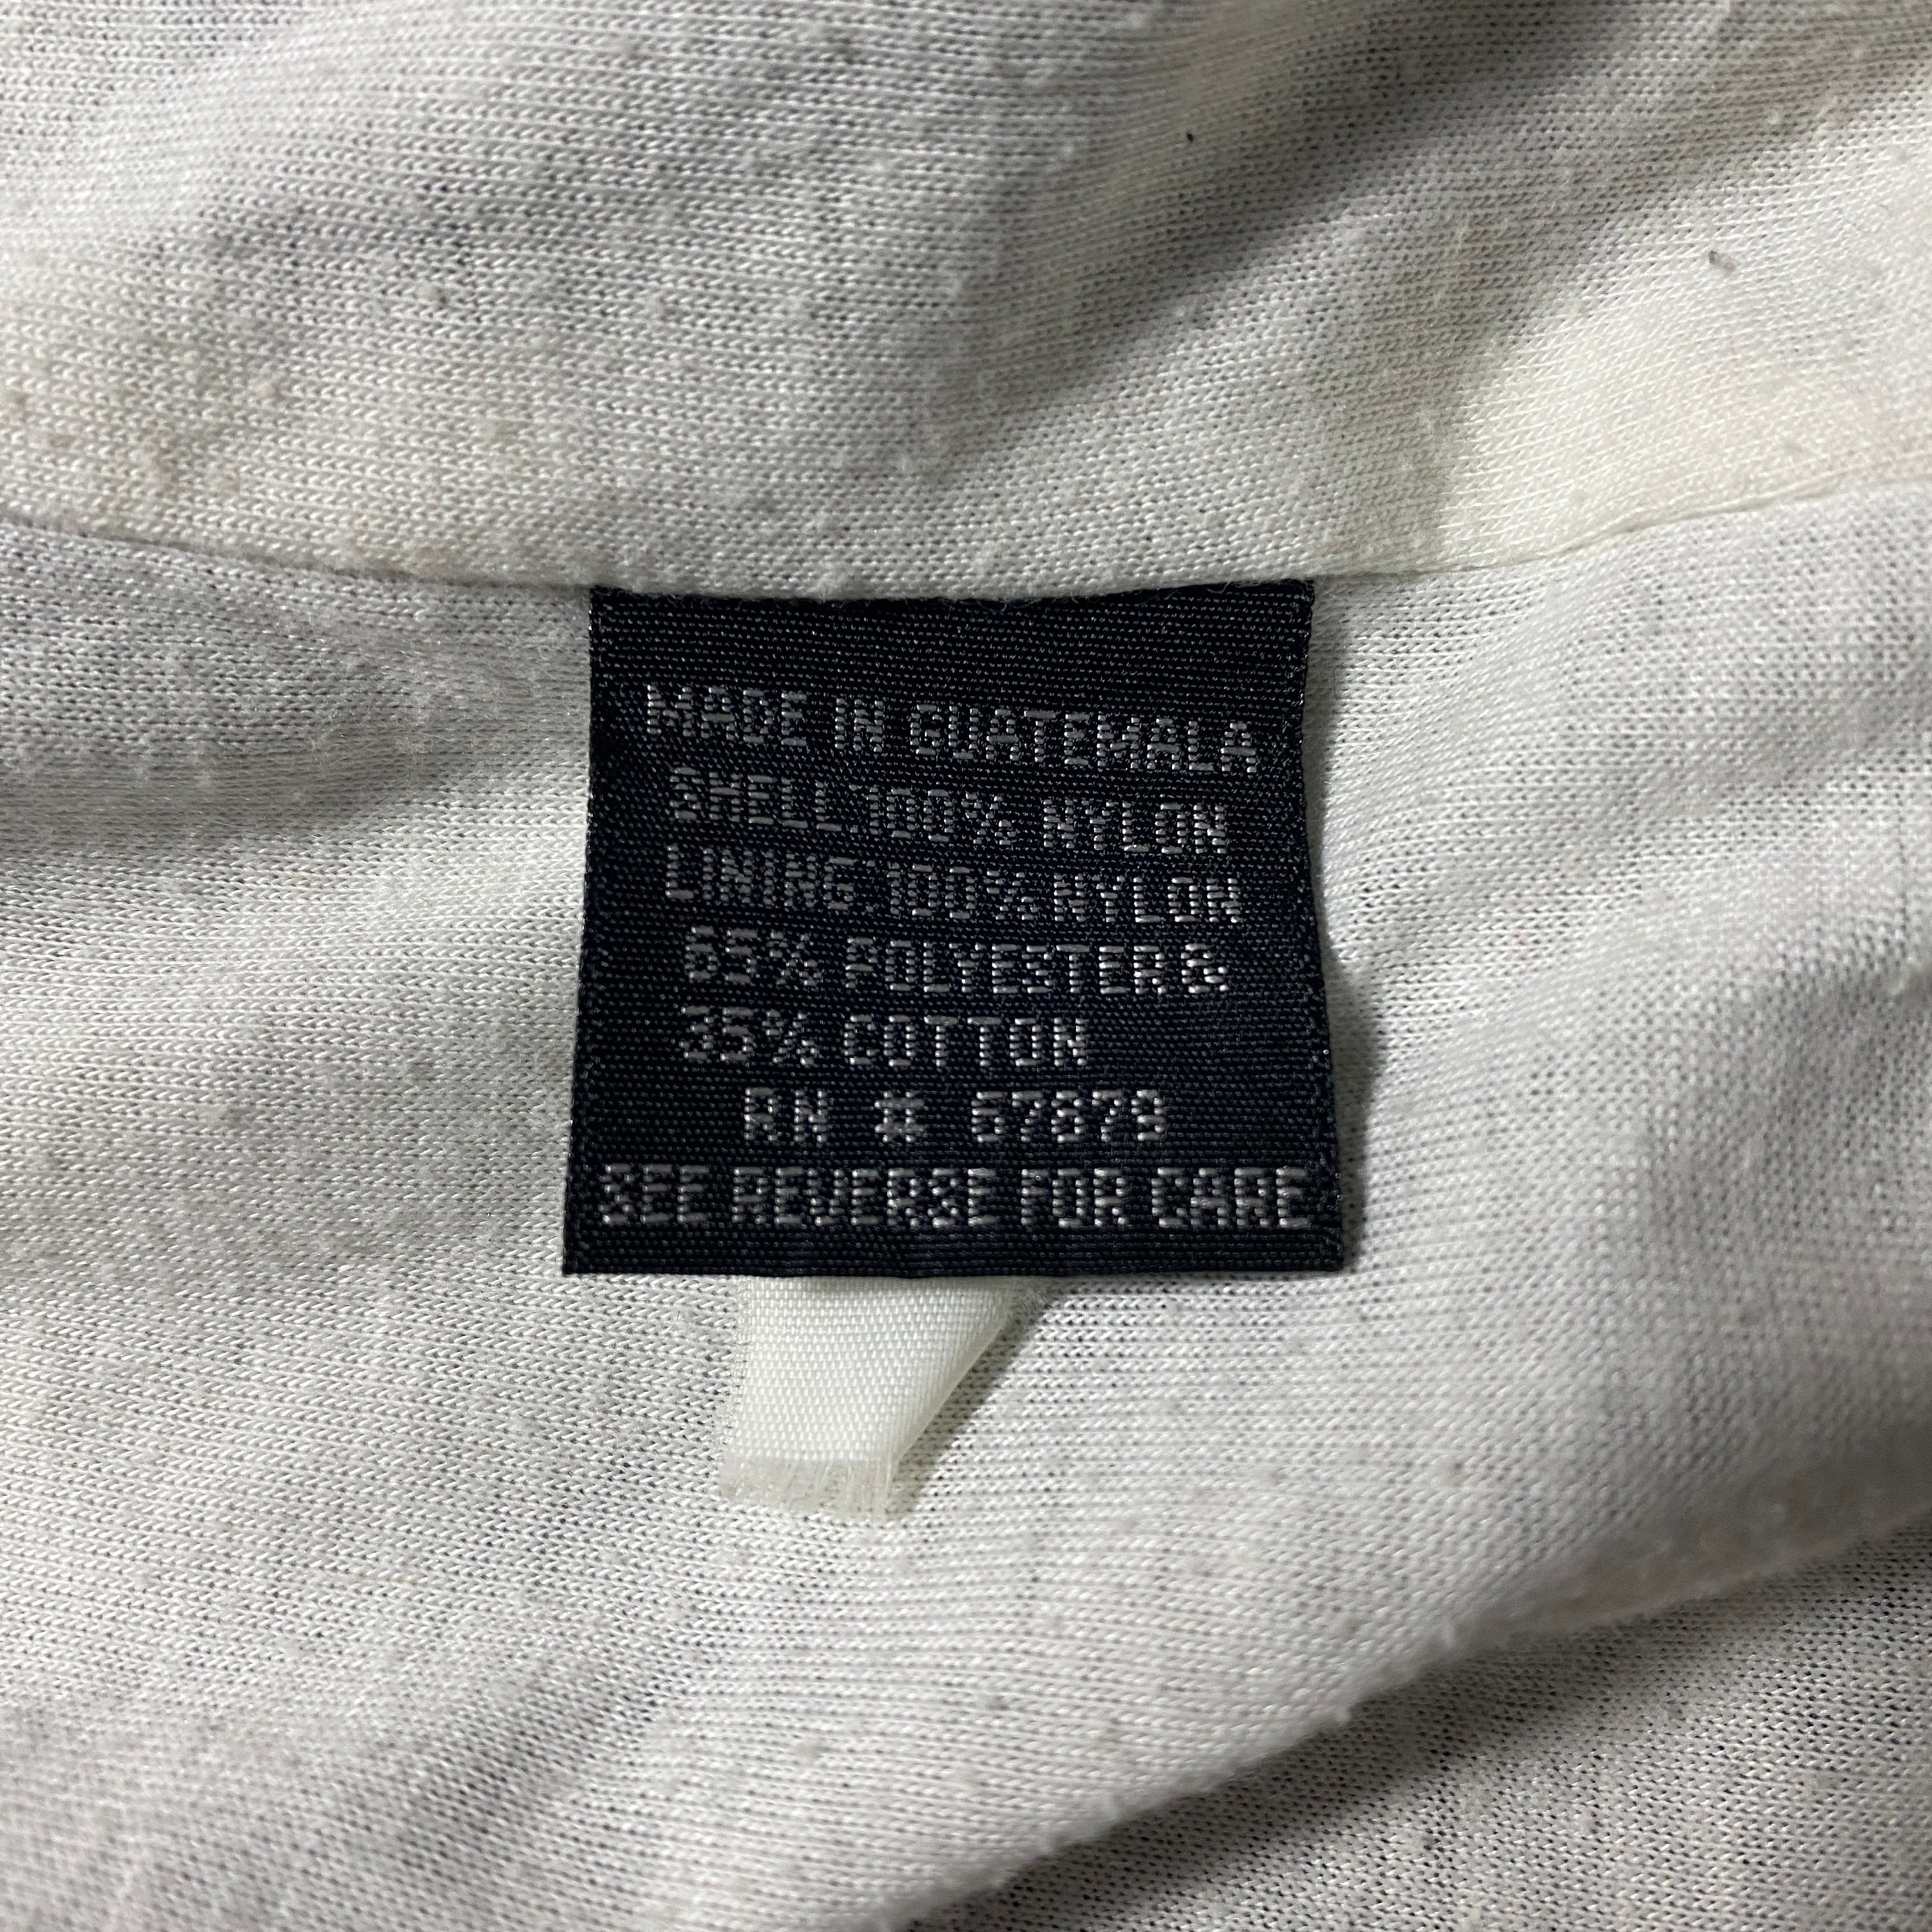 MADE IN GUATEMALA
SHELL:100% NYLON
LINING:100% NYLON
65% POLYESTER &
35% COTTON
RN # 67879
SEE REVERSE FOR CARE